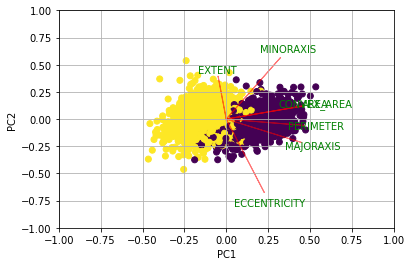 1.00
0.75
MINORAXIS
0.50
EXTENT
0.25
AREA
PC2
0.00
PERIMETER
−0.25
MAJORAXIS
−0.50
−0.75
ECCENTRICITY
−1.00
−1.00 −0.75 −0.50 −0.25 0.00 0.25 0.50 0.75 1.00
PC1